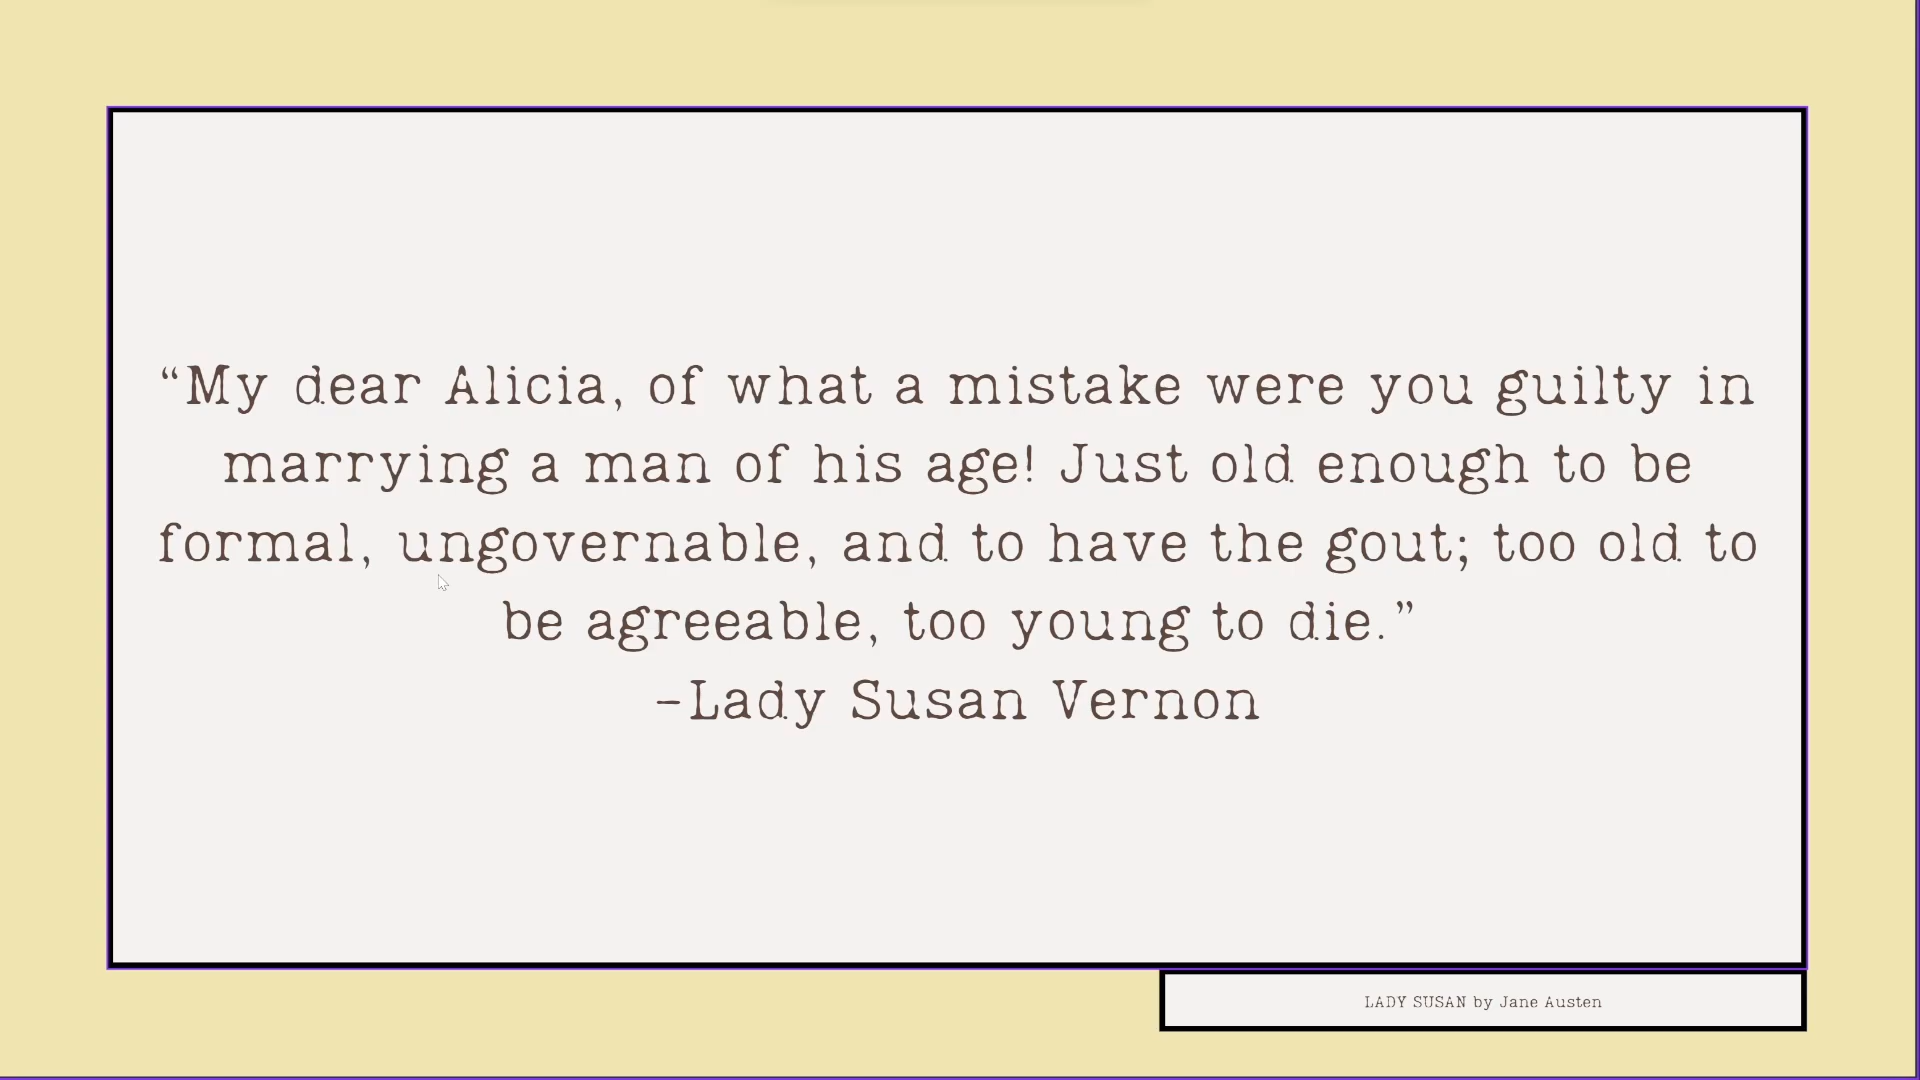 “My dear Alicia, of what a mistake were you guilty in
marrying a man of his age! Just old enough to be
formal, ungovernable, and to have the gout; too old to
be agreeable, too young to die.”
-Lady Susan Vernon
LADY SUSAN by Jane Austen